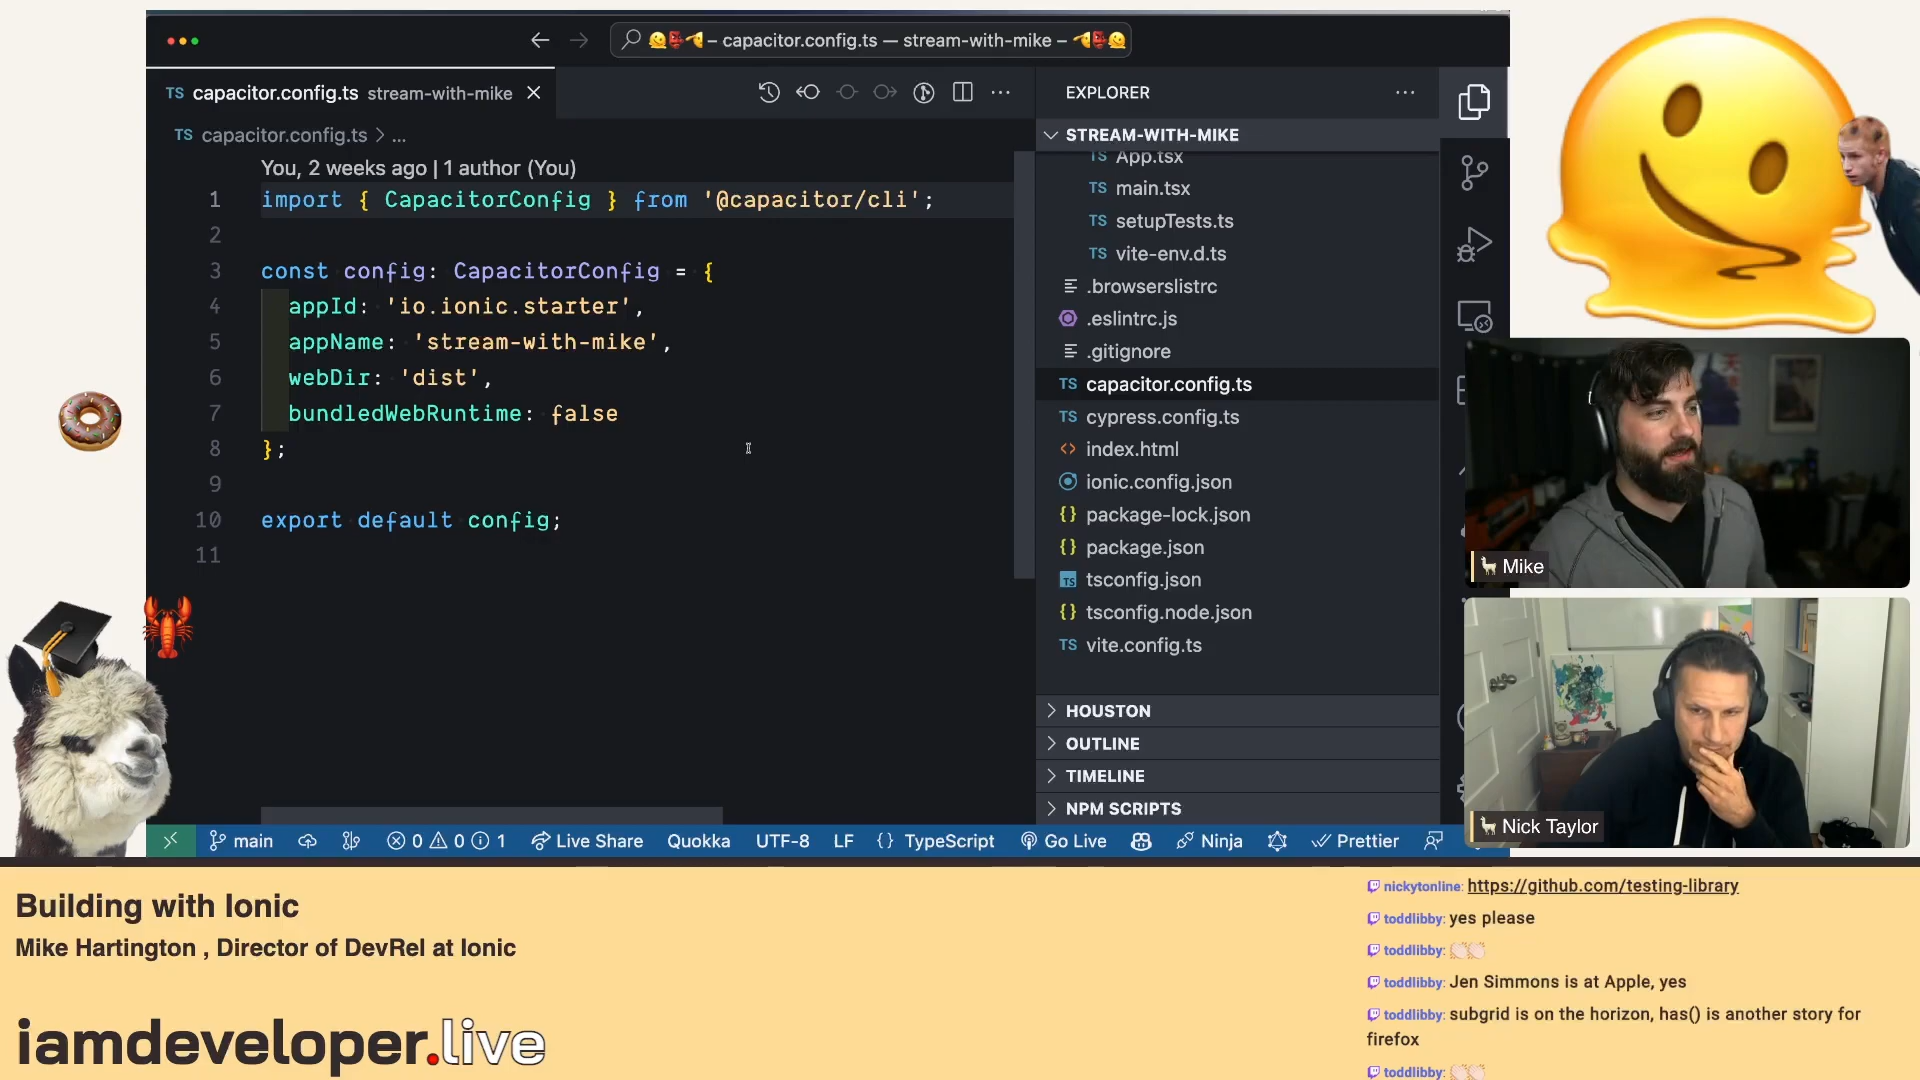 – capacitor.config.ts — stream-with-mike –
TS capacitor.config.ts stream-with-mike
TS capacitor.config.ts > ...
You, 2 weeks ago | 1 author (You)
1 import { CapacitorConfig } from '@capacitor/cli';
2
3 const config: CapacitorConfig = {
4 appId: 'io.ionic.starter',
5 appName: 'stream-with-mike',
6 webDir: 'dist',
7 bundledWebRuntime: false
8 };
9
10 export default config;
11
EXPLORER
STREAM-WITH-MIKE
TS App.tsx
TS main.tsx
TS setupTests.ts
TS vite-env.d.ts
.browserslistrc
.eslintrc.js
.gitignore
TS capacitor.config.ts
TS cypress.config.ts
<> index.html
ionic.config.json
{} package-lock.json
{} package.json
TS tsconfig.json
{} tsconfig.node.json
TS vite.config.ts
HOUSTON
OUTLINE
TIMELINE
NPM SCRIPTS
main 0 0 1 Live Share Quokka UTF-8 LF {} TypeScript Go Live Ninja Prettier
Mike
Nick Taylor
Building with Ionic
Mike Hartington , Director of DevRel at Ionic
iamdeveloper.live
nickytonline: https://github.com/testing-library
toddlibby: yes please
toddlibby:
toddlibby: Jen Simmons is at Apple, yes
toddlibby: subgrid is on the horizon, has() is another story for
firefox
toddlibby: